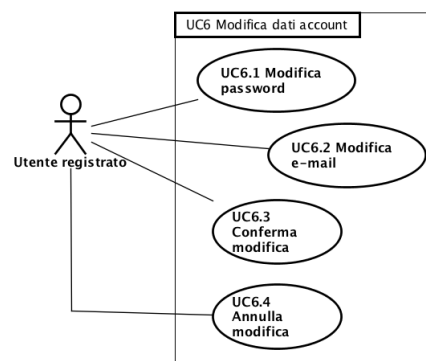 UC6 Modifica dati account
UC6.1 Modifica
password
UC6.2 Modifica
e-mail
Utente registrato
UC6.3
Conferma
modifica
UC6.4
Annulla
modifica